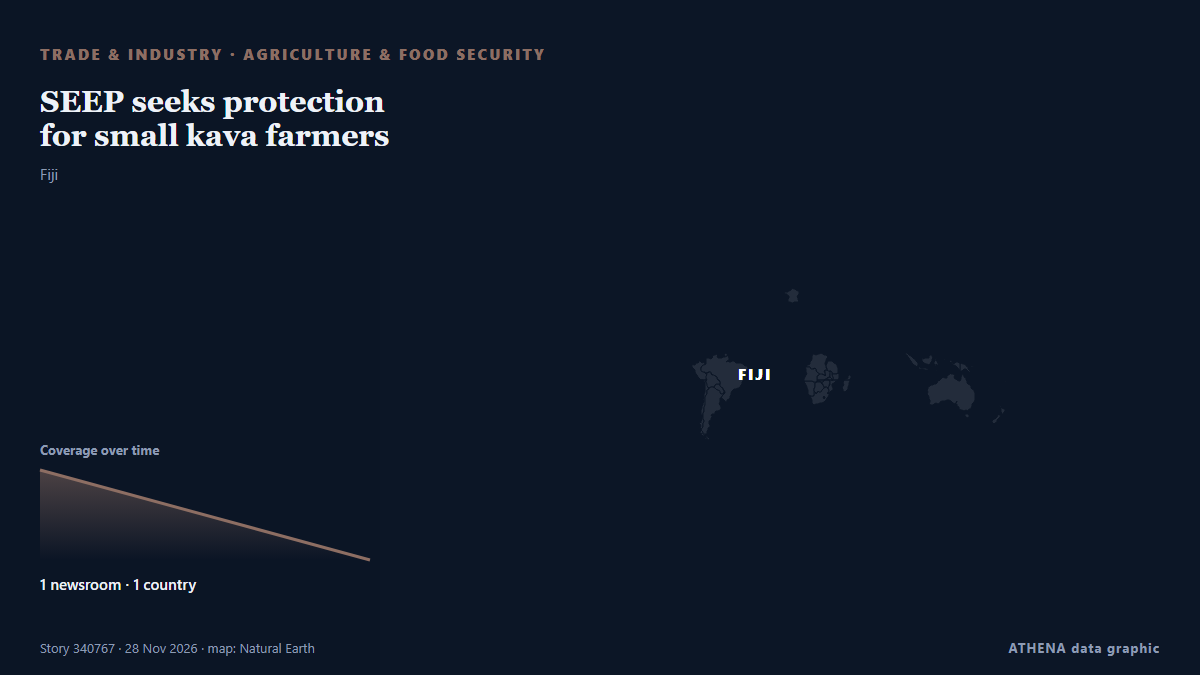 TRADE & INDUSTRY · AGRICULTURE & FOOD SECURITY
SEEP seeks protection
for small kava farmers
Fiji
FIJI
Coverage over time
1 newsroom · 1 country
Story 340767 · 28 Nov 2026 · map: Natural Earth
ATHENA data graphic